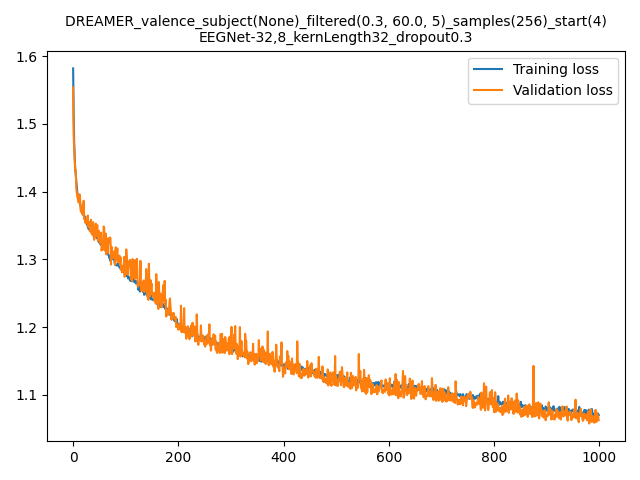 DREAMER_valence_subject(None)_filtered(0.3, 60.0, 5)_samples(256)_start(4)
EEGNet-32,8_kernLength32_dropout0.3
Training loss
Validation loss
1.6
1.5
1.4
1.3
1.2
1.1
0 200 400 600 800 1000